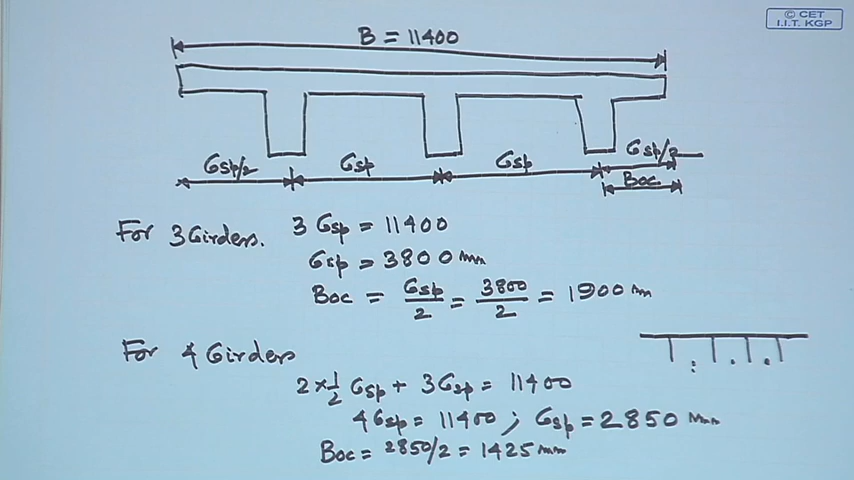 © CET
I.I.T. KGP
B = 11400
Gsp/2 Gsp Gsp Gsp/2
Boc
For 3 Girders. 3 Gsp = 11400
Gsp = 3800 mm
Boc = Gsp/2 = 3800/2 = 1900 mm
For 4 Girders
2 × 1/2 Gsp + 3 Gsp = 11400
4 Gsp = 11400 ; Gsp = 2850 mm
Boc = 2850/2 = 1425 mm